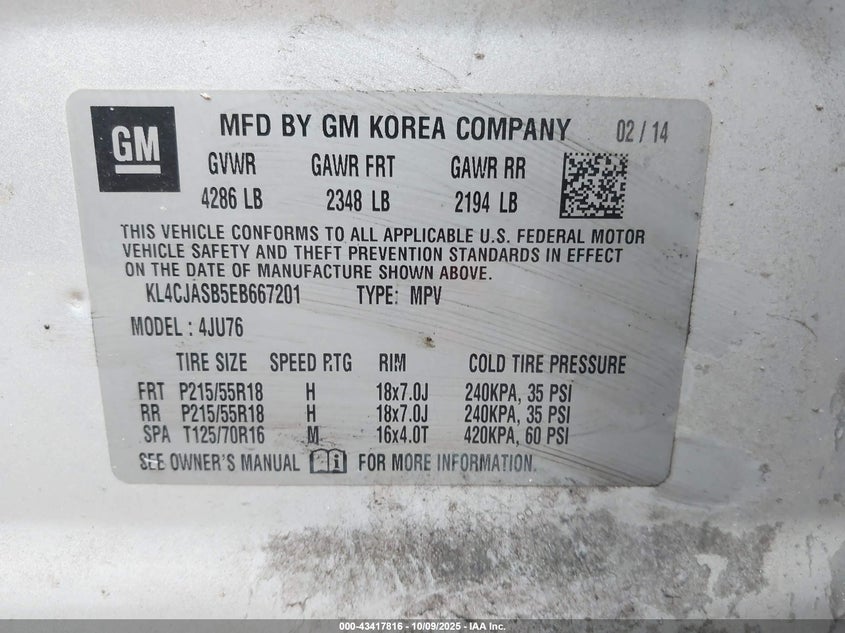 GM
MFD BY GM KOREA COMPANY 02 / 14
GVWR GAWR FRT GAWR RR
4286 LB 2348 LB 2194 LB
THIS VEHICLE CONFORMS TO ALL APPLICABLE U.S. FEDERAL MOTOR
VEHICLE SAFETY AND THEFT PREVENTION STANDARDS IN EFFECT
ON THE DATE OF MANUFACTURE SHOWN ABOVE.
KL4CJASB5EB667201 TYPE: MPV
MODEL : 4JU76
TIRE SIZE SPEED RTG RIM COLD TIRE PRESSURE
FRT P215/55R18 H 18x7.0J 240KPA, 35 PSI
RR P215/55R18 H 18x7.0J 240KPA, 35 PSI
SPA T125/70R16 M 16x4.0T 420KPA, 60 PSI
SEE OWNER'S MANUAL i FOR MORE INFORMATION.
000-43417816 - 10/09/2025 - IAA Inc.